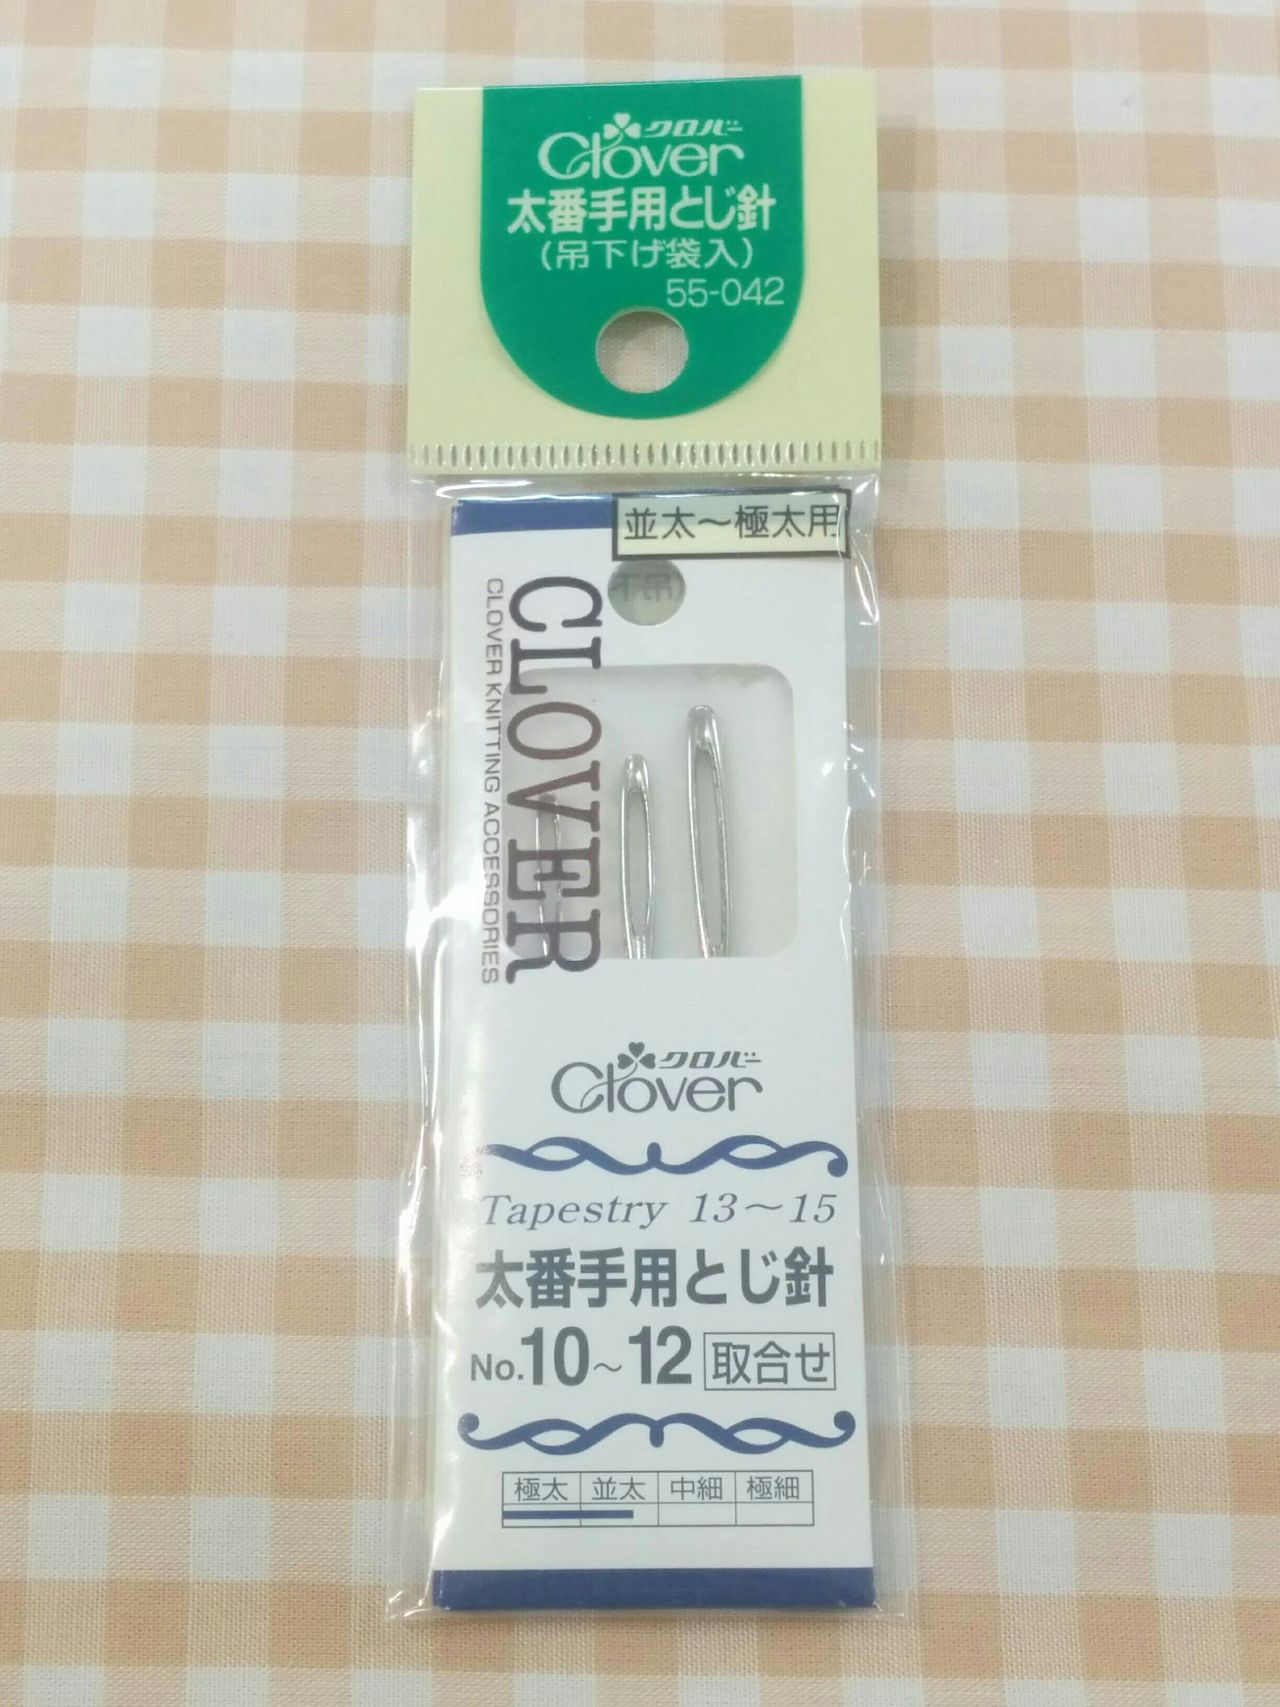 クロバー
Clover
太番手用とじ針
(吊下げ袋入)
55-042
並太～極太用
CLOVER
CLOVER KNITTING ACCESSORIES
クロバー
Clover
Tapestry 13～15
太番手用とじ針
No.10～12 取合せ
極太 並太 中細 極細